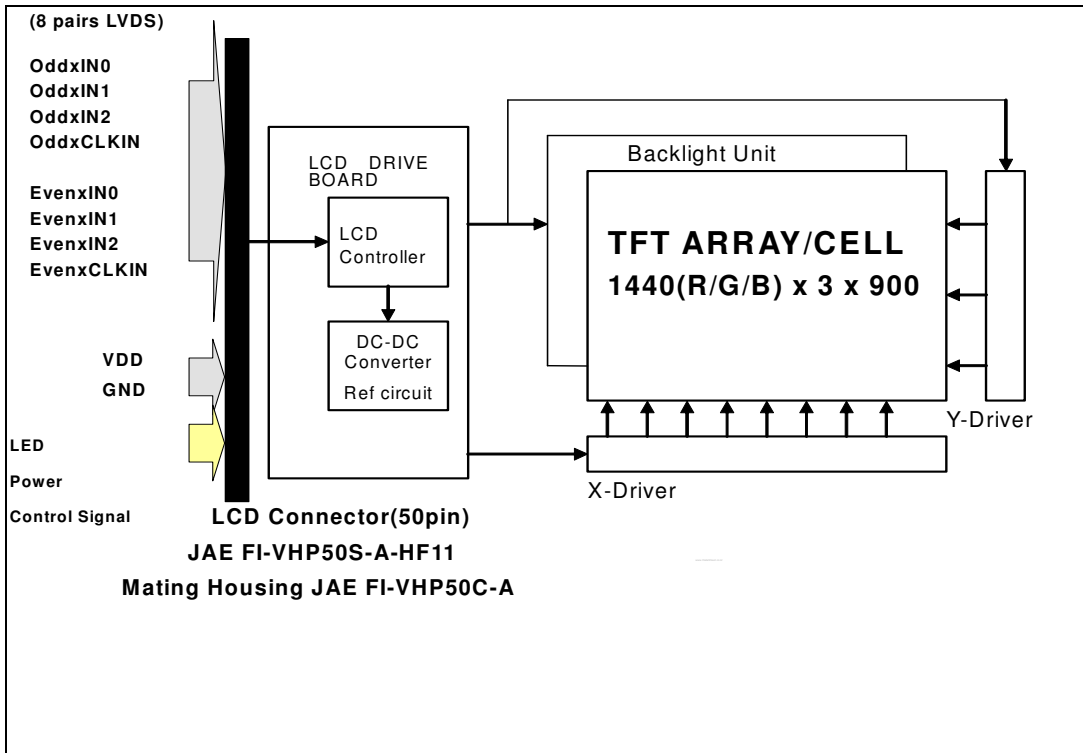 (8 pairs LVDS)
OddxIN0
OddxIN1
OddxIN2
OddxCLKIN
EvenxIN0
EvenxIN1
EvenxIN2
EvenxCLKIN
VDD
GND
LED
Power
Control Signal
LCD DRIVE
BOARD
LCD
Controller
DC-DC
Converter
Ref circuit
Backlight Unit
TFT ARRAY/CELL
1440(R/G/B) x 3 x 900
Y-Driver
X-Driver
LCD Connector(50pin)
JAE FI-VHP50S-A-HF11
Mating Housing JAE FI-VHP50C-A